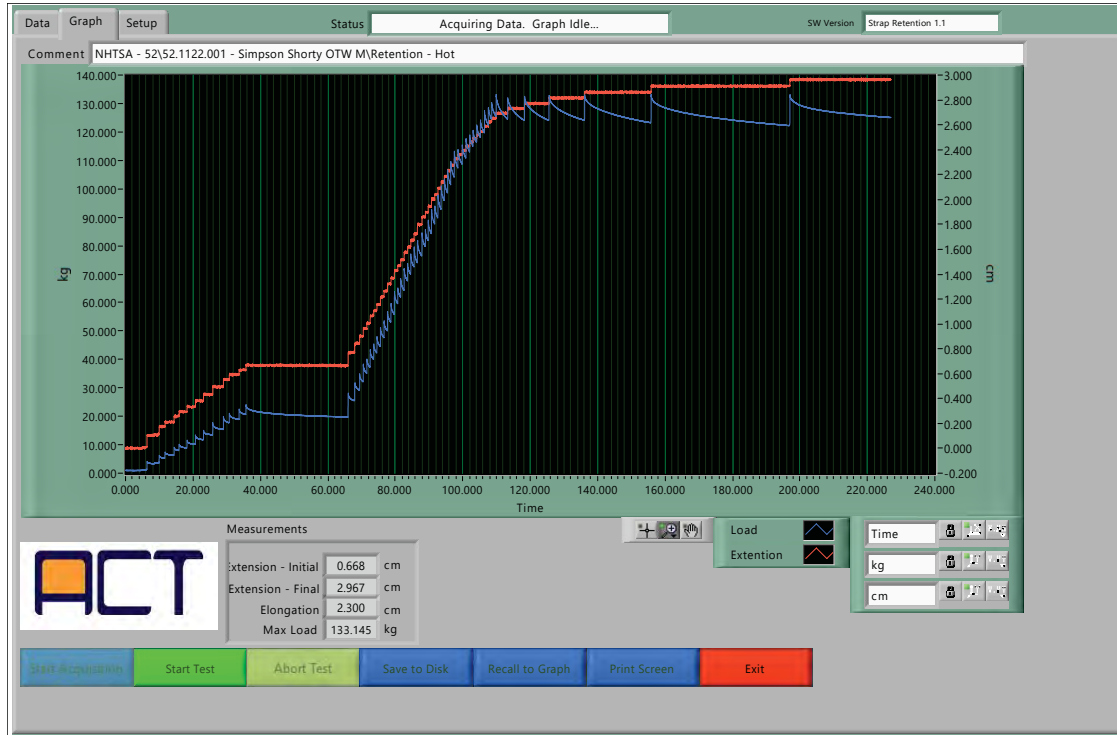 Data Graph Setup Status Acquiring Data. Graph Idle... SW Version Strap Retention 1.1
Comment NHTSA - 52\52.1122.001 - Simpson Shorty OTW M\Retention - Hot
140.000 3.000
130.000 2.800
120.000 2.600
110.000 2.400
100.000 2.200
90.000 2.000
80.000 1.800
70.000 1.600
60.000 1.400
50.000 1.200
40.000 1.000
30.000 0.800
20.000 0.600
10.000 0.400
0.000 0.200
-0.000
-0.200
kg
cm
0.000 20.000 40.000 60.000 80.000 100.000 120.000 140.000 160.000 180.000 200.000 220.000 240.000
Time
Measurements
Extension - Initial 0.668 cm
Extension - Final 2.967 cm
Elongation 2.300 cm
Max Load 133.145 kg
Load
Extention
Time
kg
cm
ACT
Start Acquisition Start Test Abort Test Save to Disk Recall to Graph Print Screen Exit